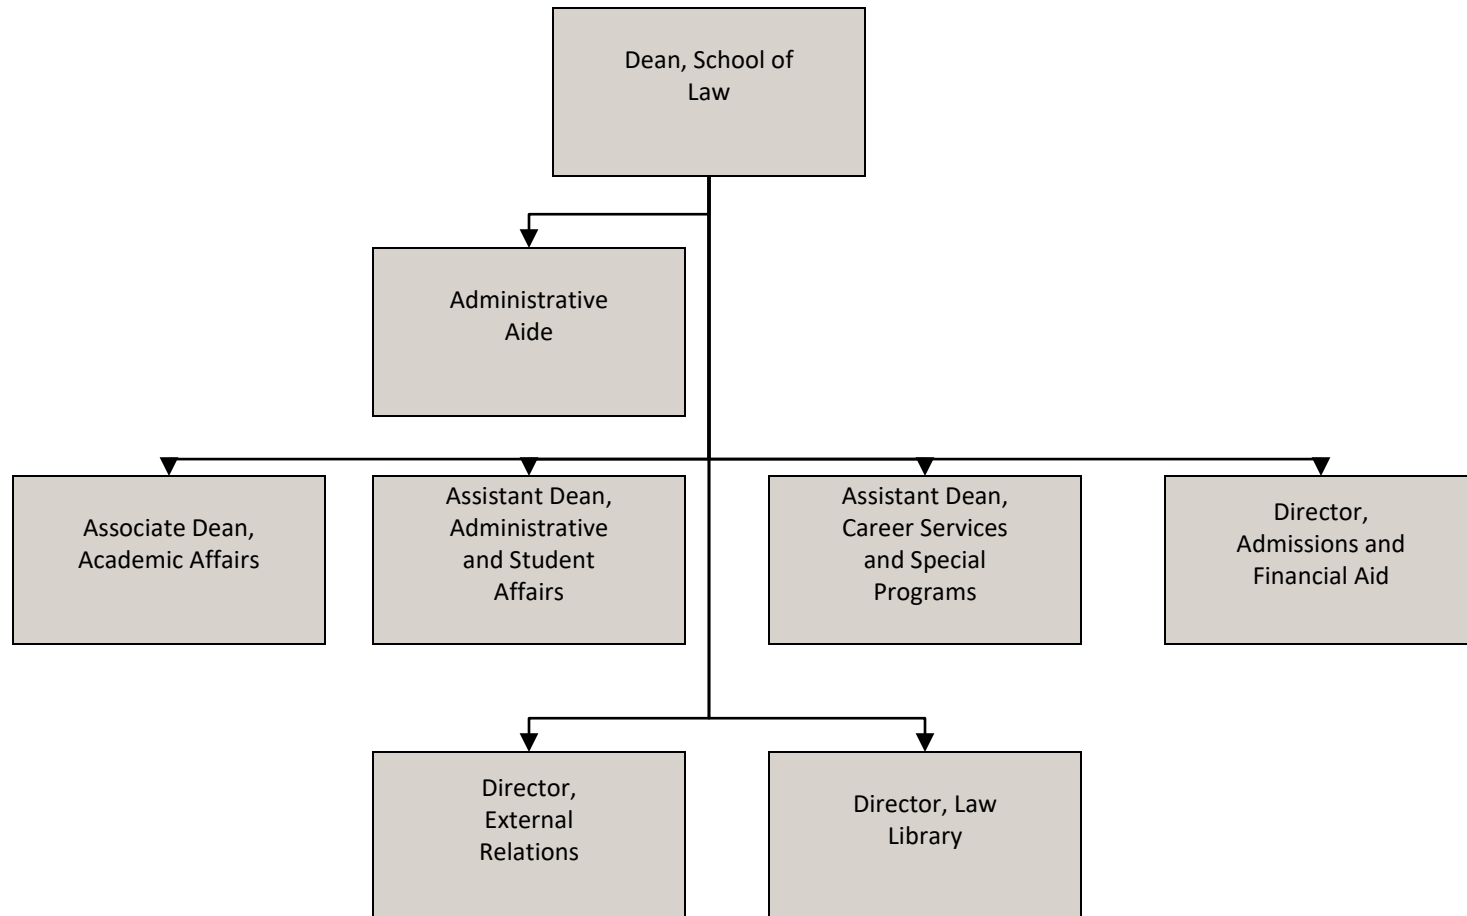 Dean, School of
Law
Administrative
Aide
Associate Dean,
Academic Affairs
Assistant Dean,
Administrative
and Student
Affairs
Assistant Dean,
Career Services
and Special
Programs
Director,
Admissions and
Financial Aid
Director,
External
Relations
Director, Law
Library